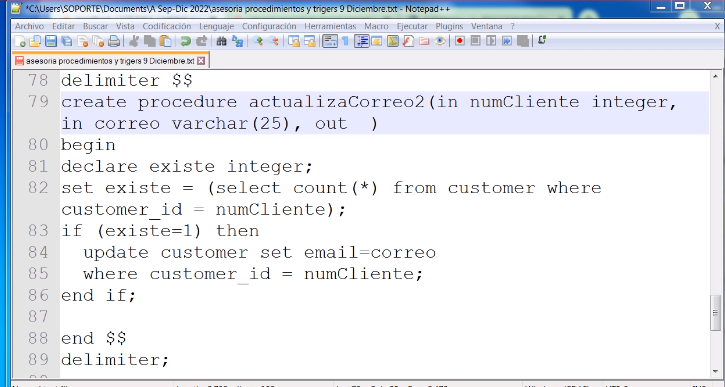 *C:\Users\SOPORTE\Documents\A Sep-Dic 2022\asesoria procedimientos y trigers 9 Diciembre.txt - Notepad++
Archivo Editar Buscar Vista Codificación Lenguaje Configuración Herramientas Macro Ejecutar Plugins Ventana ? X
asesoria procedimientos y trigers 9 Diciembre.txt
78 delimiter $$
79 create procedure actualizaCorreo2(in numCliente integer,
in correo varchar(25), out )
80 begin
81 declare existe integer;
82 set existe = (select count(*) from customer where
customer_id = numCliente);
83 if (existe=1) then
84 update customer set email=correo
85 where customer_id = numCliente;
86 end if;
87
88 end $$
89 delimiter;